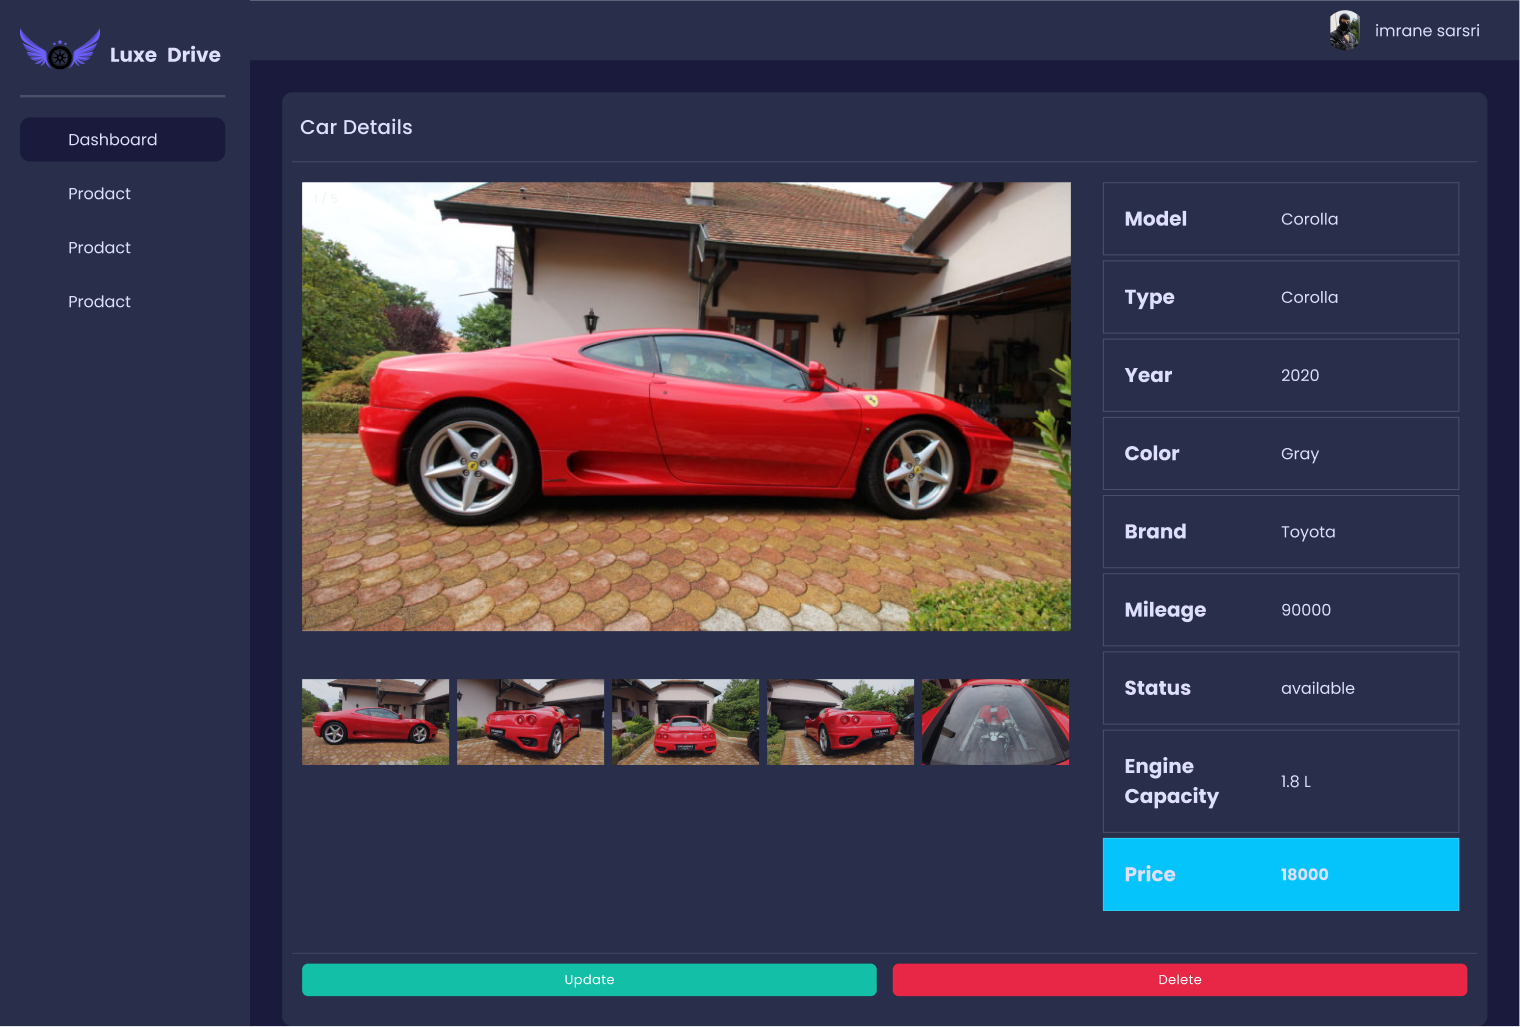 Luxe Drive
imrane sarsri
Dashboard
Prodact
Prodact
Prodact
Car Details
1 / 5
Model Corolla
Type Corolla
Year 2020
Color Gray
Brand Toyota
Mileage 90000
Status available
Engine
Capacity 1.8 L
Price 18000
Update Delete